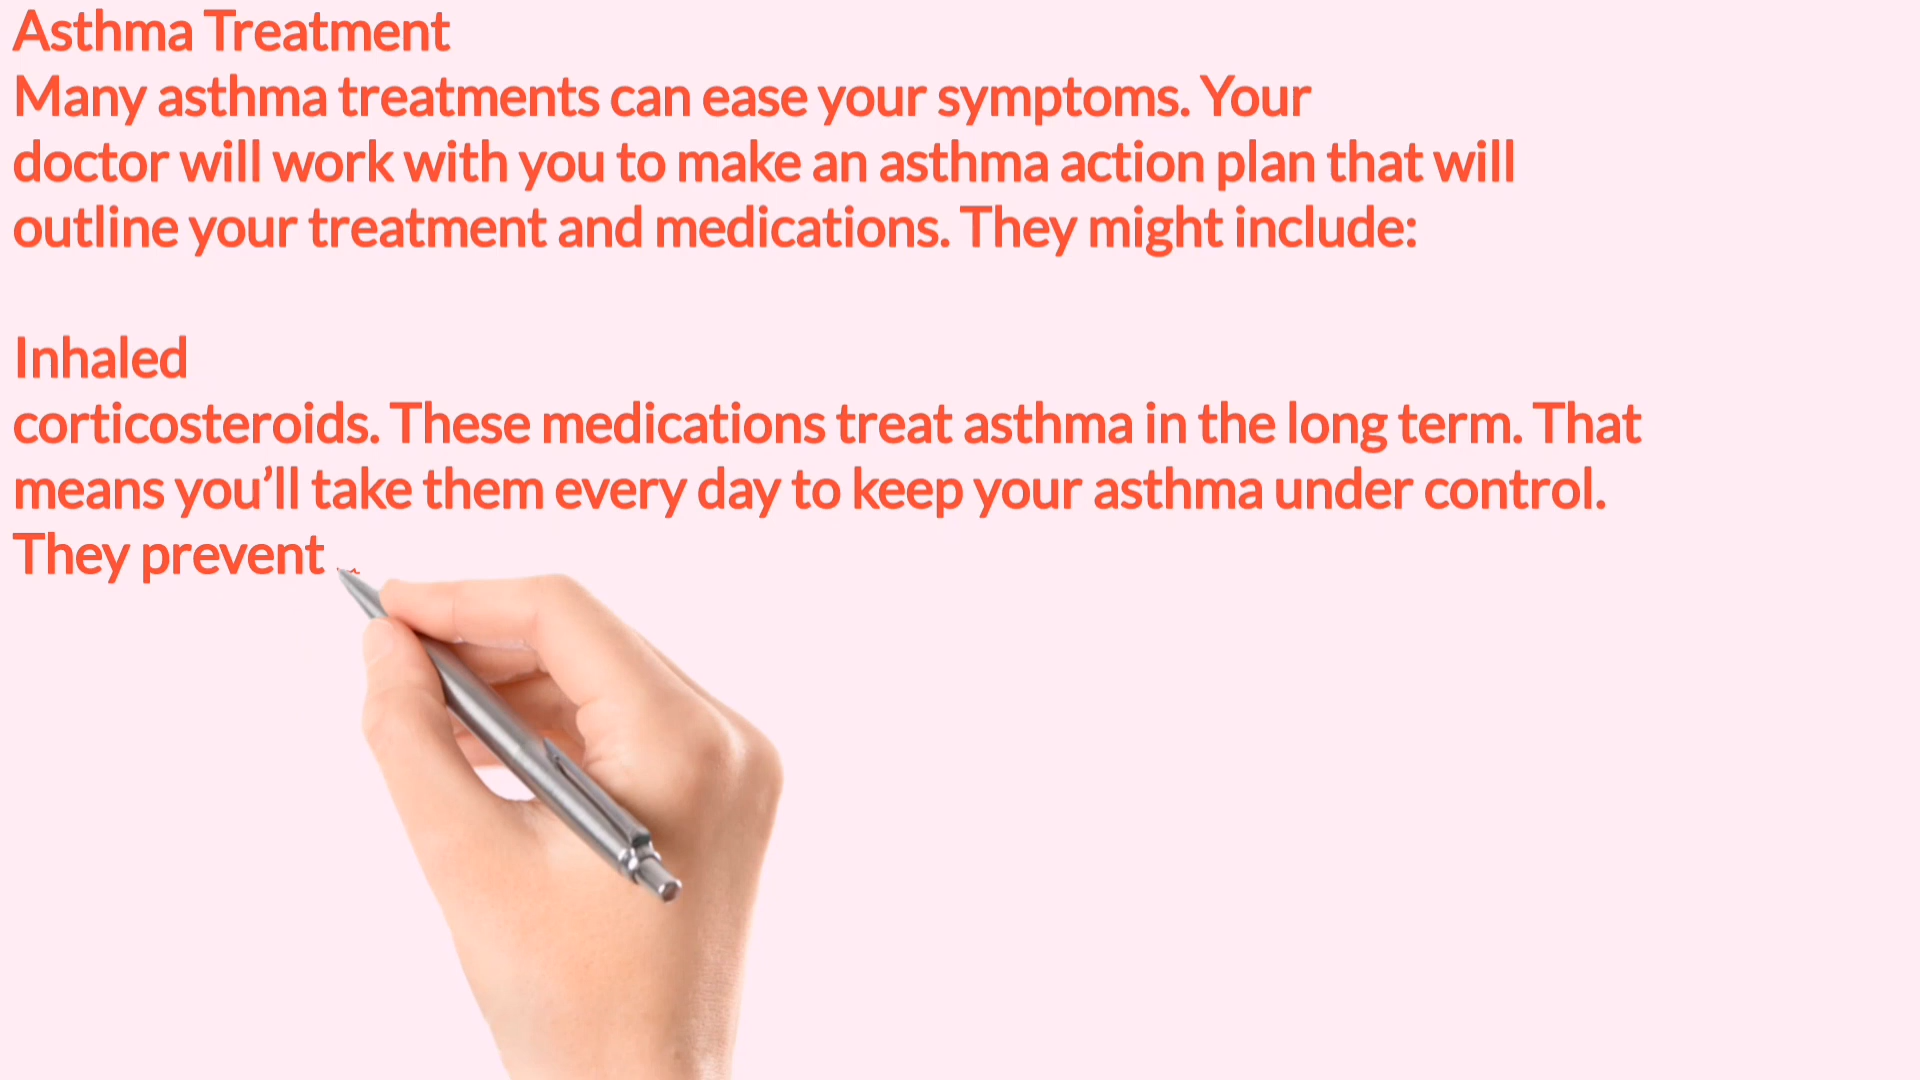 Asthma Treatment
Many asthma treatments can ease your symptoms. Your
doctor will work with you to make an asthma action plan that will
outline your treatment and medications. They might include:
Inhaled
corticosteroids. These medications treat asthma in the long term. That
means you’ll take them every day to keep your asthma under control.
They prevent